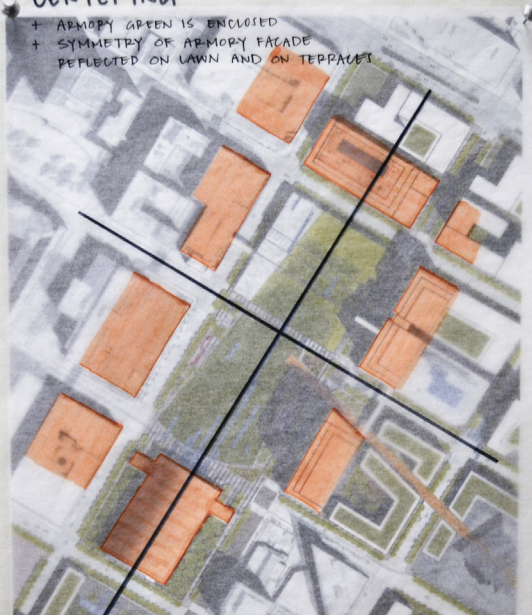 + ARMORY GREEN IS ENCLOSED
+ SYMMETRY OF ARMORY FACADE
REFLECTED ON LAWN AND ON TERRACES